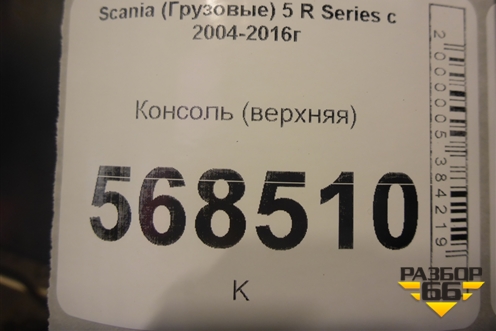 Scania (Грузовые) 5 R Series с
2004-2016г
Консоль (верхняя)
568510
К
2000005384219
РАЗБОР
66